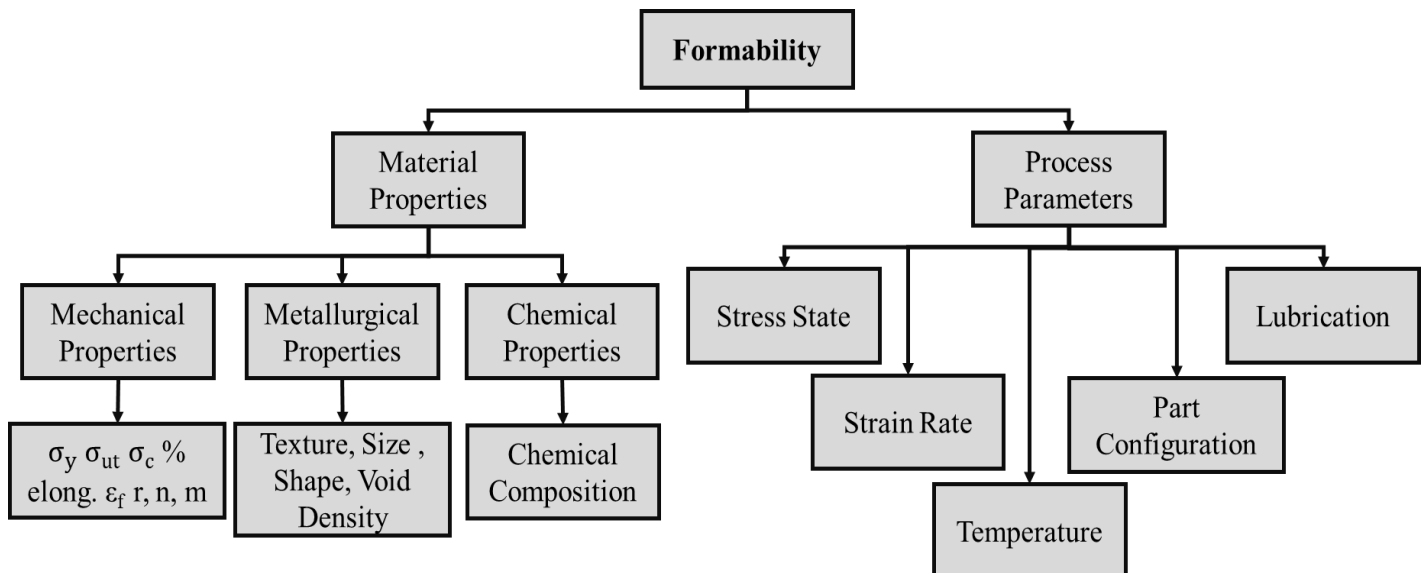 Formability
Material
Properties
Process
Parameters
Mechanical
Properties
Metallurgical
Properties
Chemical
Properties
σy σut σc %
elong. εf r, n, m
Texture, Size ,
Shape, Void
Density
Chemical
Composition
Stress State
Strain Rate
Temperature
Part
Configuration
Lubrication